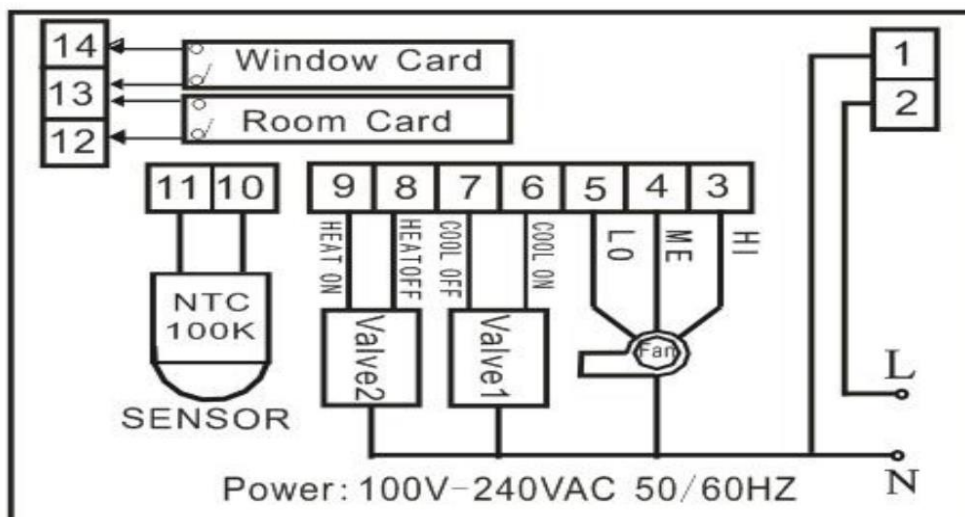 14
Window Card
13
Room Card
12
1
2
11 10
9 8 7 6 5 4 3
HEAT ON
HEATOFF
COOL OFF
COOL ON
LO
ME
HI
NTC
100K
SENSOR
Valve2
Valve1
Fan
L
N
Power: 100V-240VAC 50/60HZ